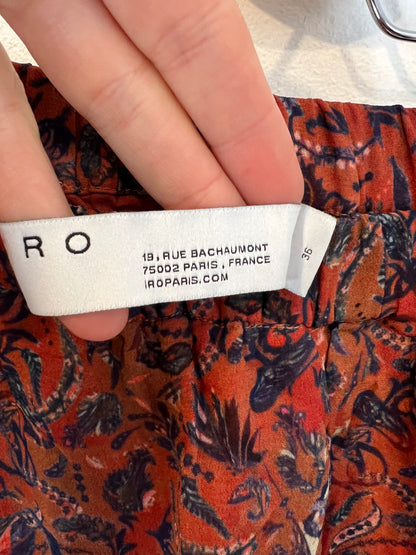 R O
19, RUE BACHAUMONT
75002 PARIS, FRANCE
IROPARIS.COM
36